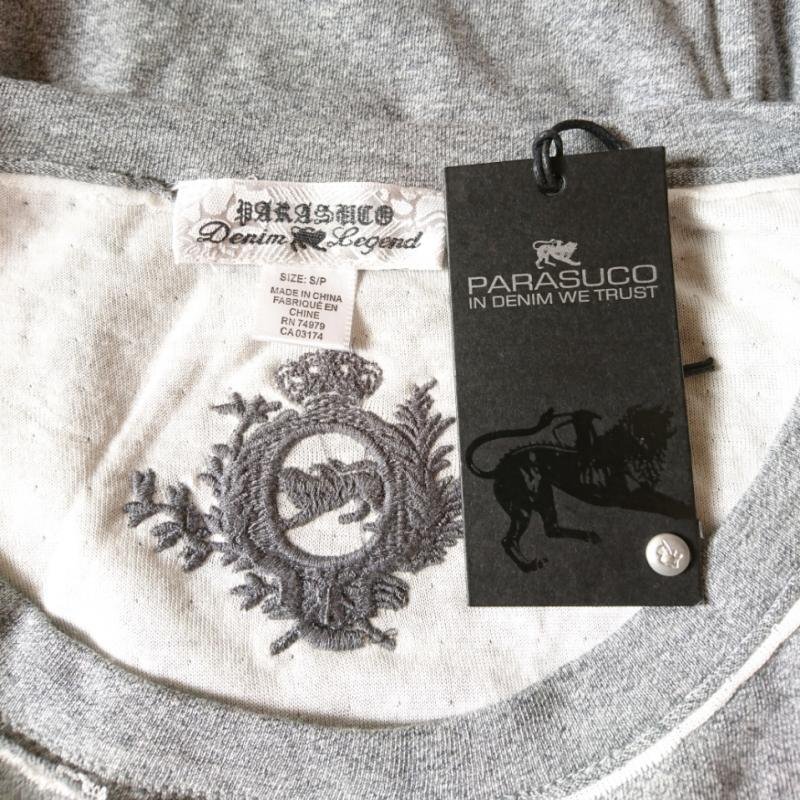 PARASUCO
Denim Legend
SIZE: S/P
MADE IN CHINA
FABRIQUÉ EN
CHINE
RN 74979
CA 03174
PARASUCO
IN DENIM WE TRUST